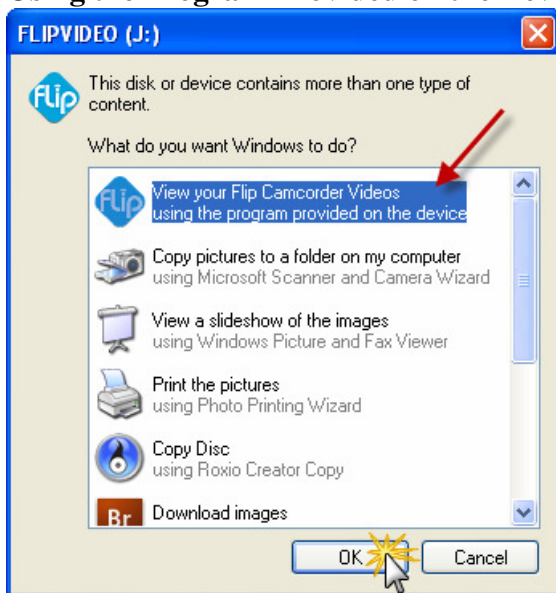 FLIPVIDEO (J:)
Flip This disk or device contains more than one type of
content.
What do you want Windows to do?
Flip View your Flip Camcorder Videos
using the program provided on the device
Copy pictures to a folder on my computer
using Microsoft Scanner and Camera Wizard
View a slideshow of the images
using Windows Picture and Fax Viewer
Print the pictures
using Photo Printing Wizard
Copy Disc
using Roxio Creator Copy
Br Download images
OK Cancel